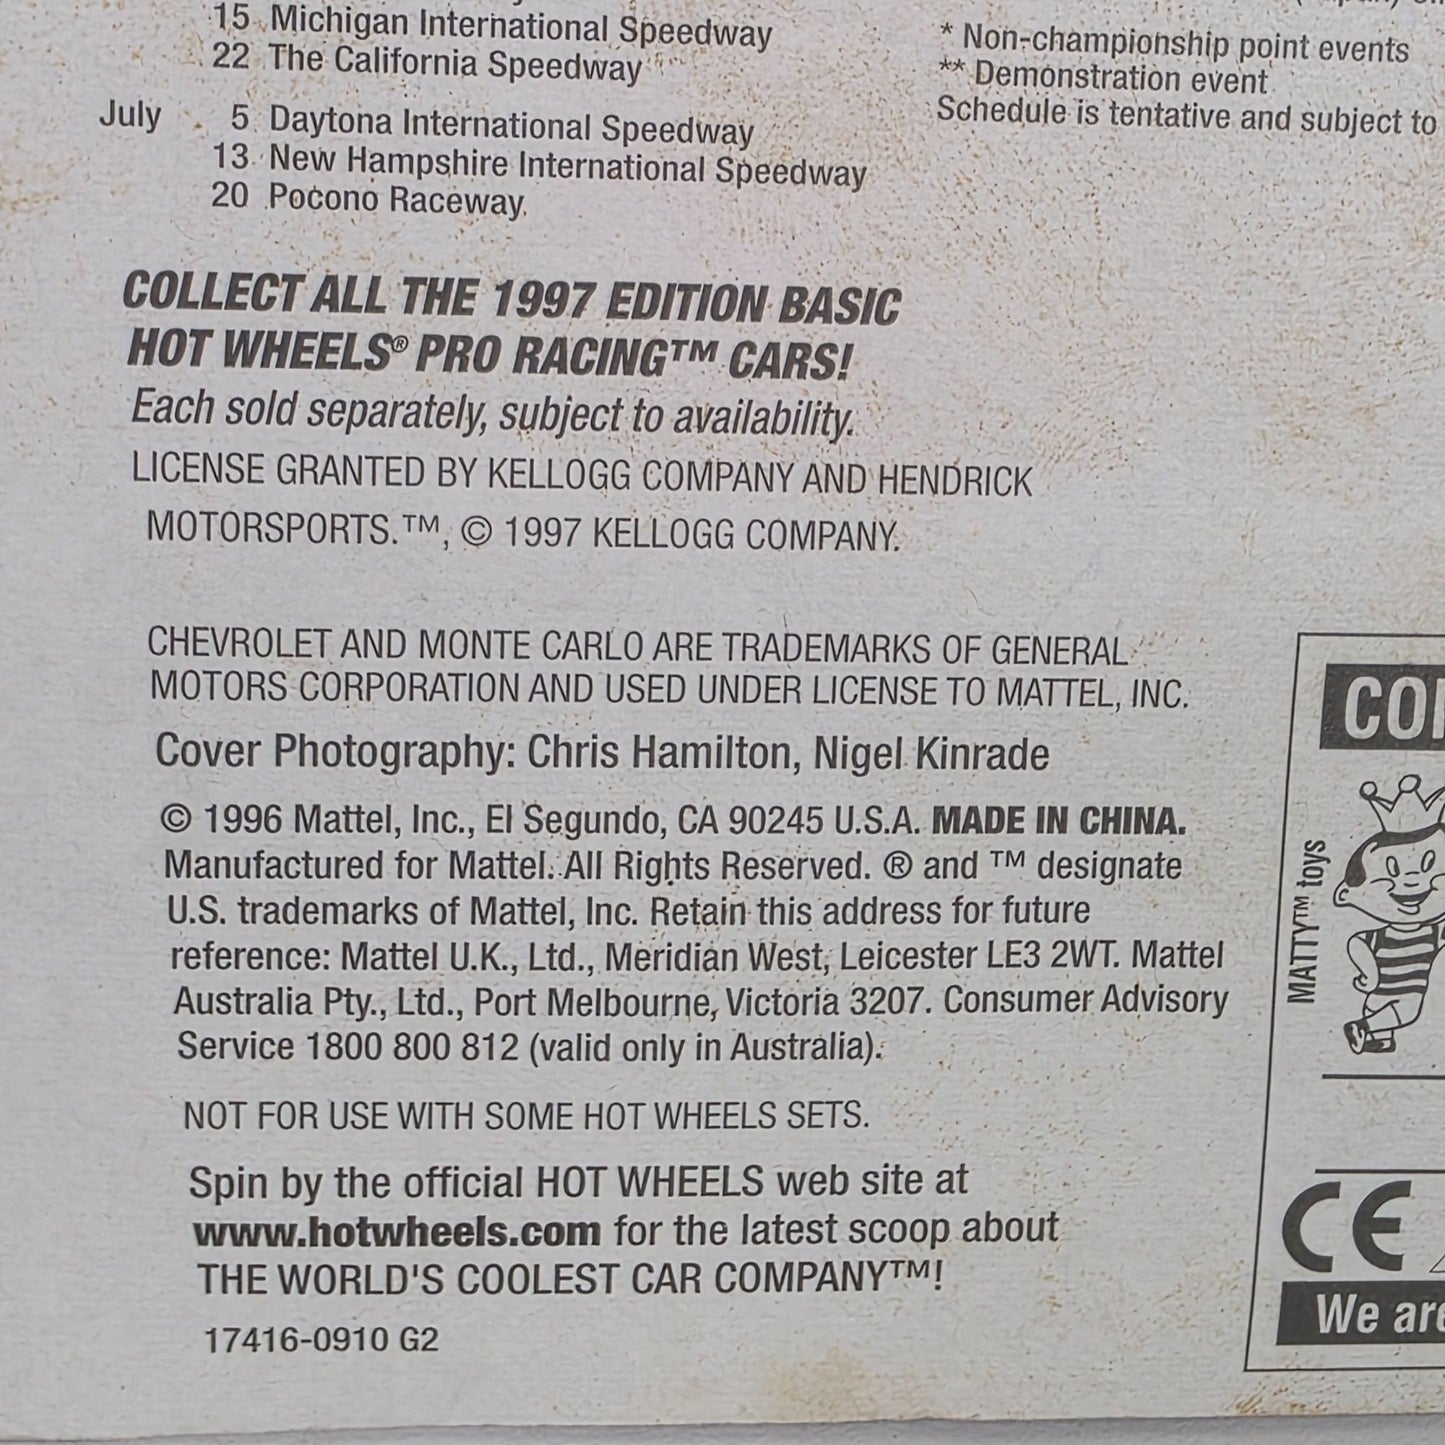 15 Michigan International Speedway
22 The California Speedway
July 5 Daytona International Speedway
13 New Hampshire International Speedway
20 Pocono Raceway
* Non-championship point events
** Demonstration event
Schedule is tentative and subject to
COLLECT ALL THE 1997 EDITION BASIC
HOT WHEELS® PRO RACING™ CARS!
Each sold separately, subject to availability.
LICENSE GRANTED BY KELLOGG COMPANY AND HENDRICK
MOTORSPORTS.™, © 1997 KELLOGG COMPANY.
CHEVROLET AND MONTE CARLO ARE TRADEMARKS OF GENERAL
MOTORS CORPORATION AND USED UNDER LICENSE TO MATTEL, INC.
Cover Photography: Chris Hamilton, Nigel Kinrade
© 1996 Mattel, Inc., El Segundo, CA 90245 U.S.A. MADE IN CHINA.
Manufactured for Mattel. All Rights Reserved. ® and ™ designate
U.S. trademarks of Mattel, Inc. Retain this address for future
reference: Mattel U.K., Ltd., Meridian West, Leicester LE3 2WT. Mattel
Australia Pty., Ltd., Port Melbourne, Victoria 3207. Consumer Advisory
Service 1800 800 812 (valid only in Australia).
NOT FOR USE WITH SOME HOT WHEELS SETS.
Spin by the official HOT WHEELS web site at
www.hotwheels.com for the latest scoop about
THE WORLD'S COOLEST CAR COMPANY™!
17416-0910 G2
MATTY™ toys
CE
We are